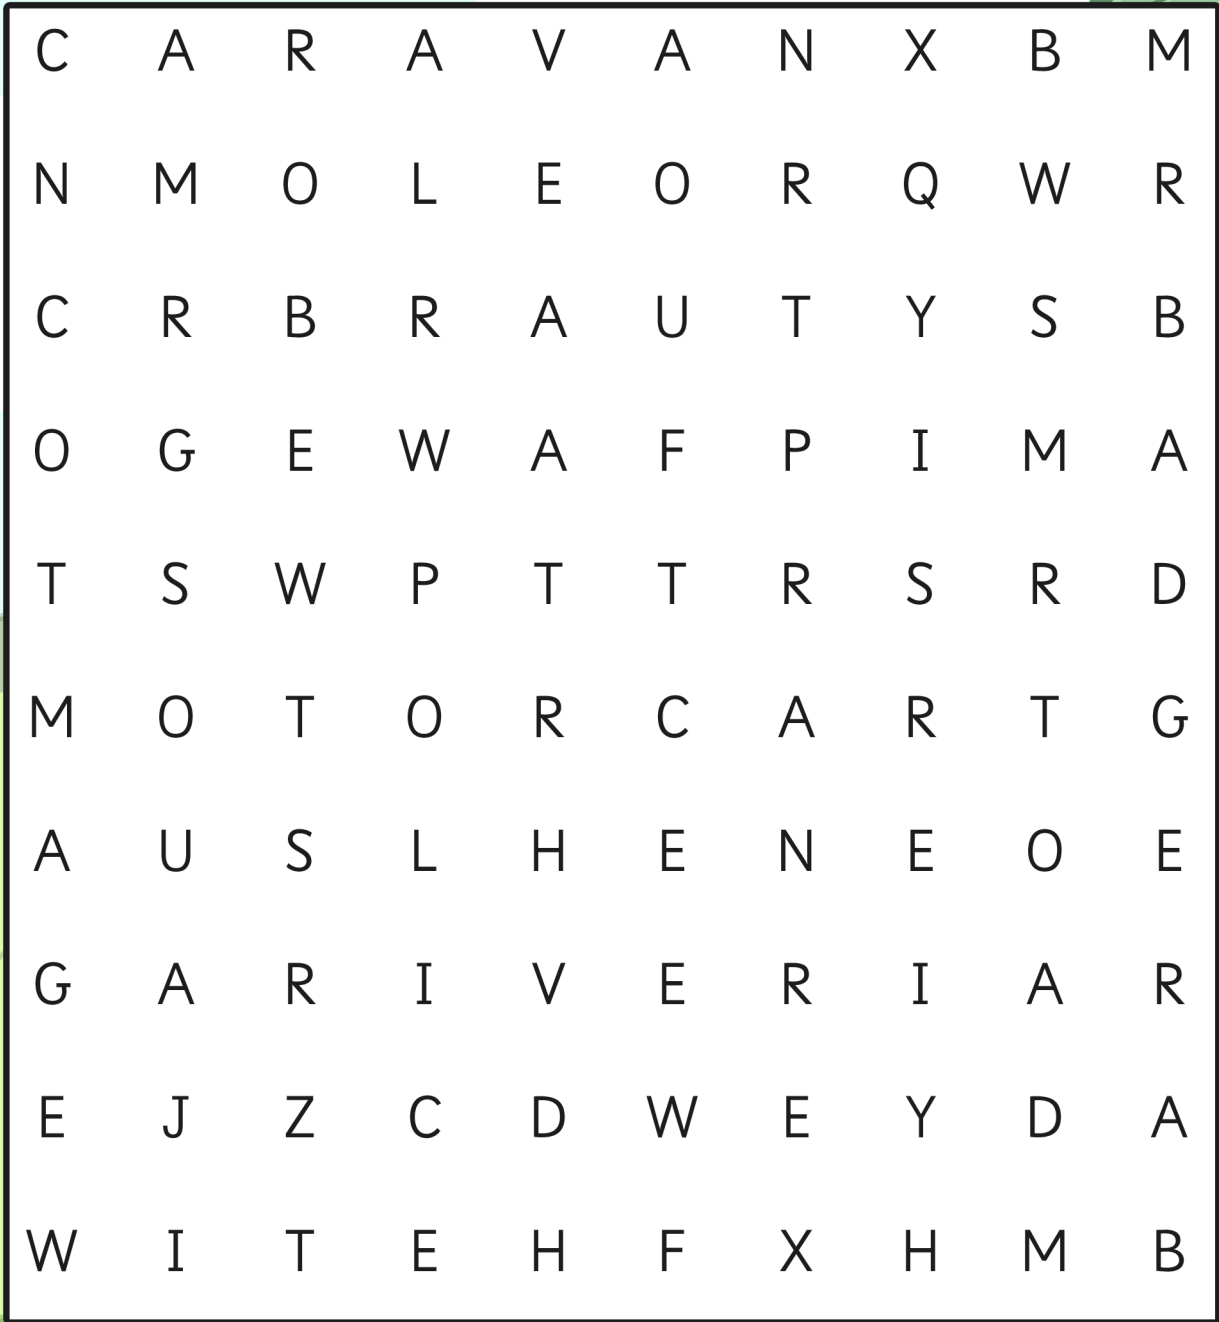 C A R A V A N X B M
N M O L E O R Q W R
C R B R A U T Y S B
O G E W A F P I M A
T S W P T T R S R D
M O T O R C A R T G
A U S L H E N E O E
G A R I V E R I A R
E J Z C D W E Y D A
W I T E H F X H M B